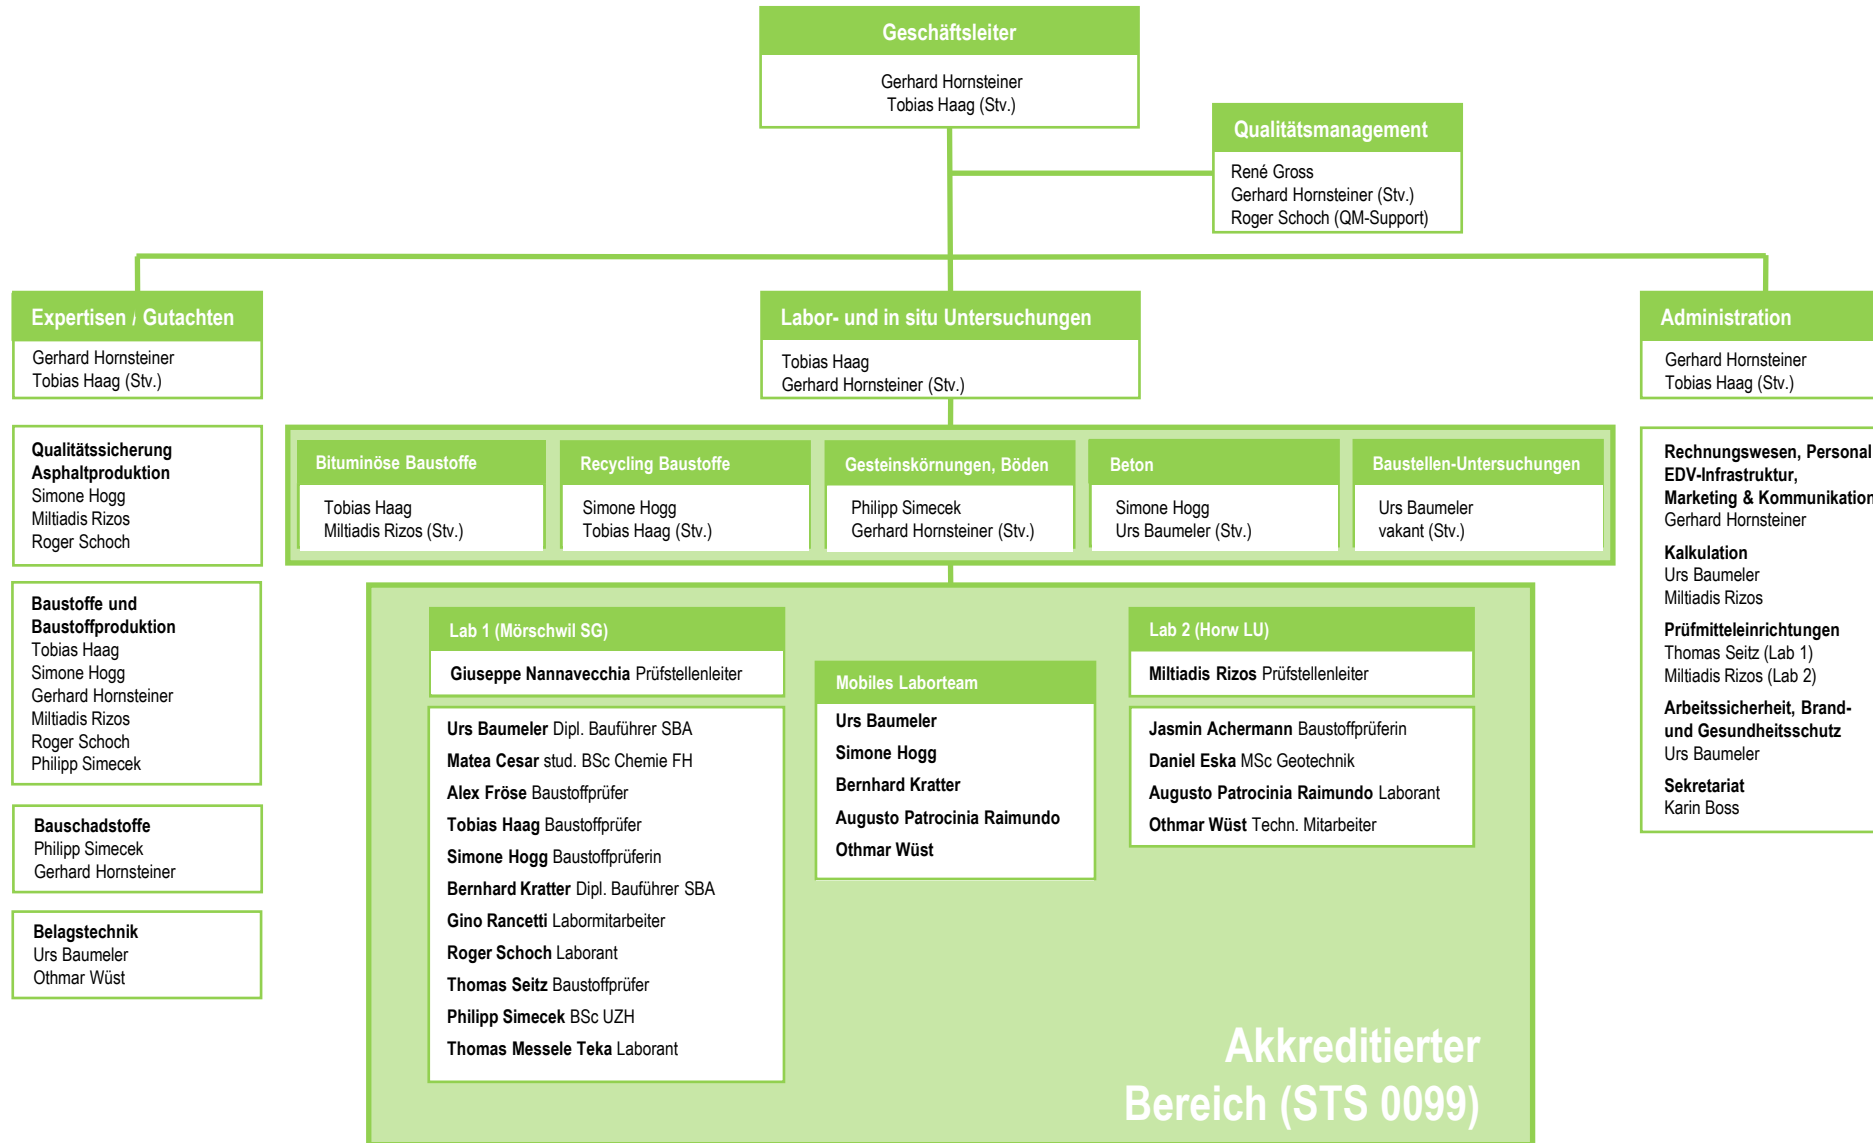 Geschäftsleiter
Gerhard Hornsteiner
Tobias Haag (Stv.)
Qualitätsmanagement
René Gross
Gerhard Hornsteiner (Stv.)
Roger Schoch (QM-Support)
Expertisen / Gutachten
Gerhard Hornsteiner
Tobias Haag (Stv.)
Qualitätssicherung
Asphaltproduktion
Simone Hogg
Miltiadis Rizos
Roger Schoch
Baustoffe und
Baustoffproduktion
Tobias Haag
Simone Hogg
Gerhard Hornsteiner
Miltiadis Rizos
Roger Schoch
Philipp Simecek
Bauschadstoffe
Philipp Simecek
Gerhard Hornsteiner
Belagstechnik
Urs Baumeler
Othmar Wüst
Labor- und in situ Untersuchungen
Tobias Haag
Gerhard Hornsteiner (Stv.)
Bituminöse Baustoffe
Tobias Haag
Miltiadis Rizos (Stv.)
Recycling Baustoffe
Simone Hogg
Tobias Haag (Stv.)
Gesteinskörnungen, Böden
Philipp Simecek
Gerhard Hornsteiner (Stv.)
Beton
Simone Hogg
Urs Baumeler (Stv.)
Baustellen-Untersuchungen
Urs Baumeler
vakant (Stv.)
Lab 1 (Mörschwil SG)
Giuseppe Nannavecchia Prüfstellenleiter
Urs Baumeler Dipl. Bauführer SBA
Matea Cesar stud. BSc Chemie FH
Alex Fröse Baustoffprüfer
Tobias Haag Baustoffprüfer
Simone Hogg Baustoffprüferin
Bernhard Kratter Dipl. Bauführer SBA
Gino Rancetti Labormitarbeiter
Roger Schoch Laborant
Thomas Seitz Baustoffprüfer
Philipp Simecek BSc UZH
Thomas Messele Teka Laborant
Mobiles Laborteam
Urs Baumeler
Simone Hogg
Bernhard Kratter
Augusto Patrocinia Raimundo
Othmar Wüst
Lab 2 (Horw LU)
Miltiadis Rizos Prüfstellenleiter
Jasmin Achermann Baustoffprüferin
Daniel Eska MSc Geotechnik
Augusto Patrocinia Raimundo Laborant
Othmar Wüst Techn. Mitarbeiter
Akkreditierter
Bereich (STS 0099)
Administration
Gerhard Hornsteiner
Tobias Haag (Stv.)
Rechnungswesen, Personal
EDV-Infrastruktur,
Marketing & Kommunikation
Gerhard Hornsteiner
Kalkulation
Urs Baumeler
Miltiadis Rizos
Prüfmitteleinrichtungen
Thomas Seitz (Lab 1)
Miltiadis Rizos (Lab 2)
Arbeitssicherheit, Brand-
und Gesundheitsschutz
Urs Baumeler
Sekretariat
Karin Boss